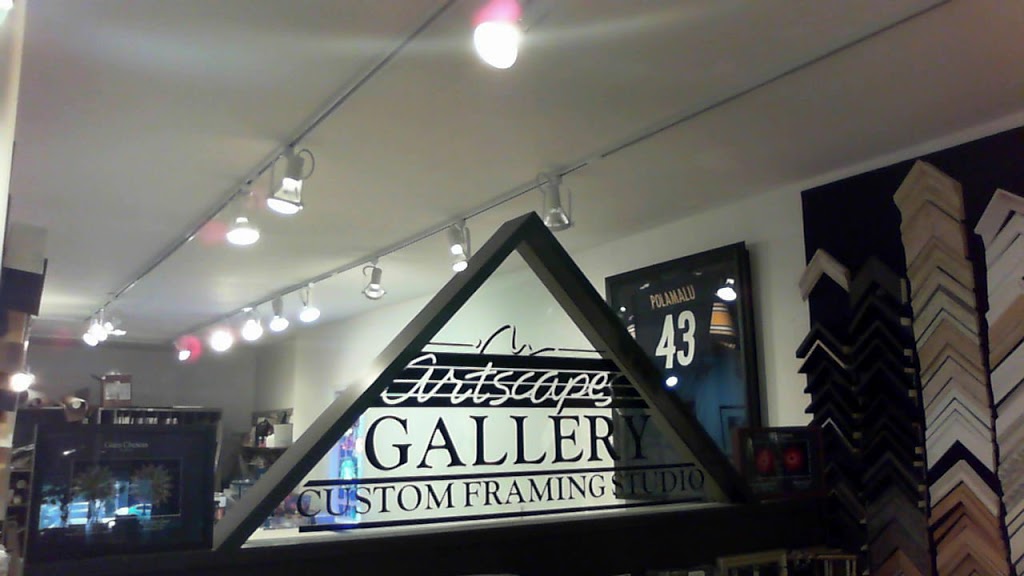 POLAMALU
43
artscapes
GALLERY
CUSTOM FRAMING STUDIO